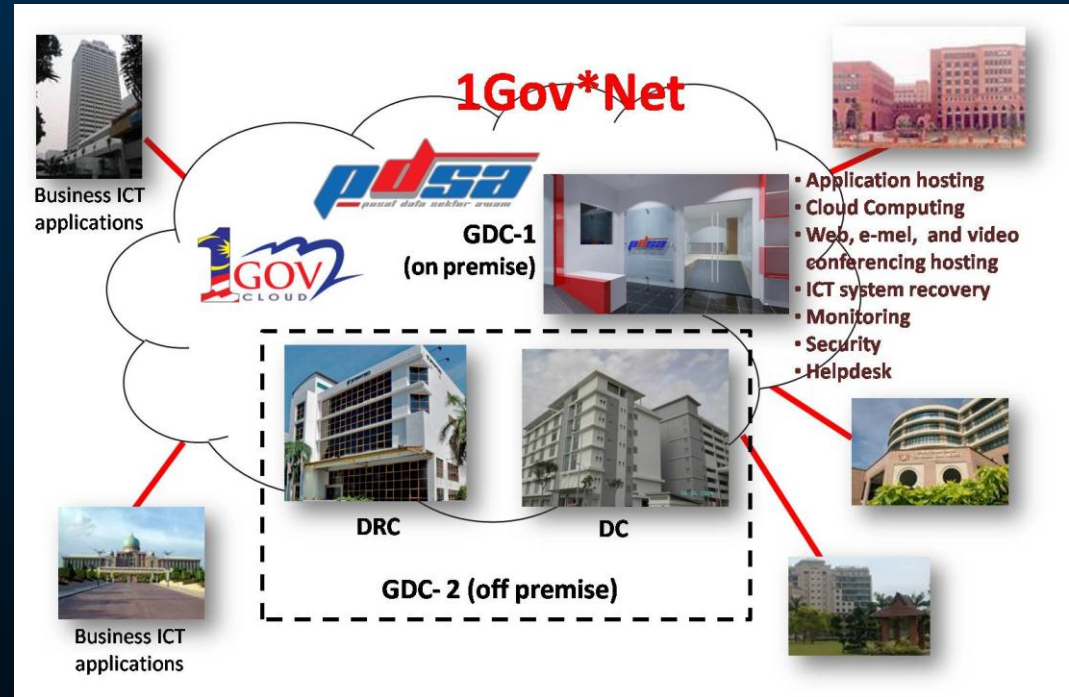 1Gov*Net
pdsa
pusat data sektor awam
GDC-1
(on premise)
1GOV
CLOUD
Business ICT
applications
pdsa
• Application hosting
• Cloud Computing
• Web, e-mel, and video
conferencing hosting
• ICT system recovery
• Monitoring
• Security
• Helpdesk
DRC
DC
GDC- 2 (off premise)
Business ICT
applications